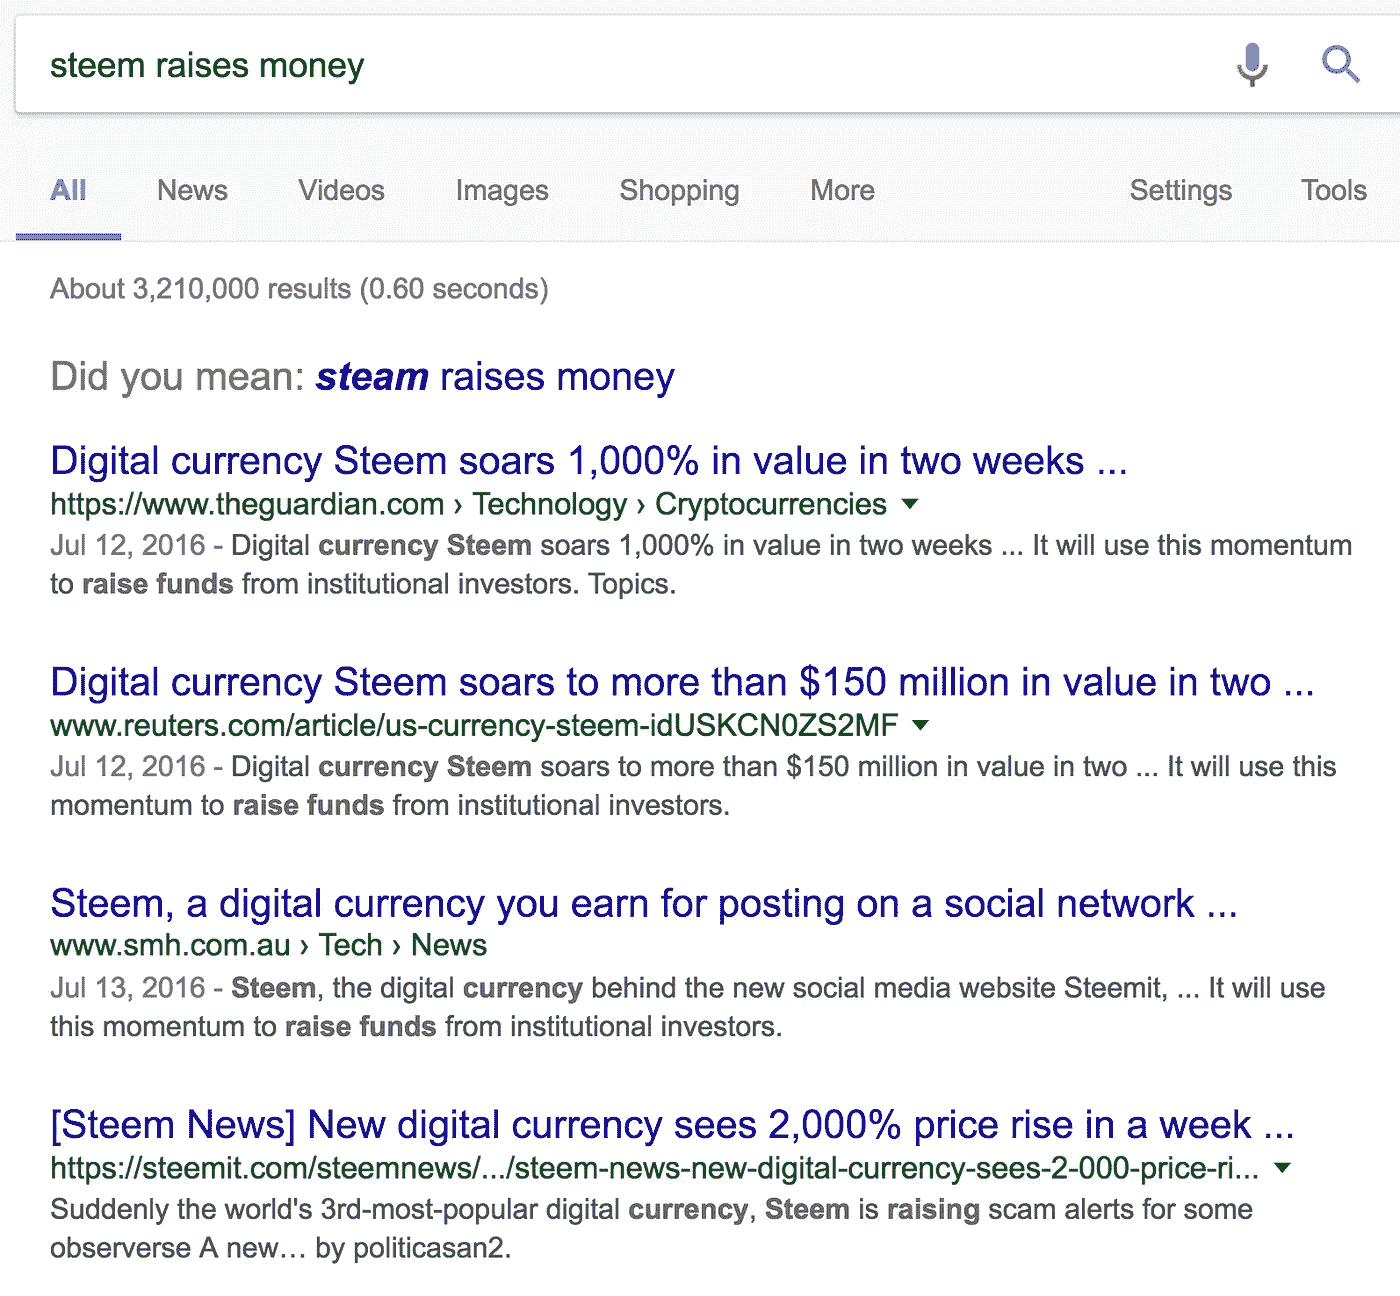 steem raises money
All News Videos Images Shopping More Settings Tools
About 3,210,000 results (0.60 seconds)
Did you mean: steam raises money
Digital currency Steem soars 1,000% in value in two weeks ...
https://www.theguardian.com › Technology › Cryptocurrencies
Jul 12, 2016 - Digital currency Steem soars 1,000% in value in two weeks ... It will use this momentum
to raise funds from institutional investors. Topics.
Digital currency Steem soars to more than $150 million in value in two ...
www.reuters.com/article/us-currency-steem-idUSKCN0ZS2MF
Jul 12, 2016 - Digital currency Steem soars to more than $150 million in value in two ... It will use this
momentum to raise funds from institutional investors.
Steem, a digital currency you earn for posting on a social network ...
www.smh.com.au › Tech › News
Jul 13, 2016 - Steem, the digital currency behind the new social media website Steemit, ... It will use
this momentum to raise funds from institutional investors.
[Steem News] New digital currency sees 2,000% price rise in a week ...
https://steemit.com/steemnews/.../steem-news-new-digital-currency-sees-2-000-price-ri...
Suddenly the world's 3rd-most-popular digital currency, Steem is raising scam alerts for some
observerse A new… by politicasan2.